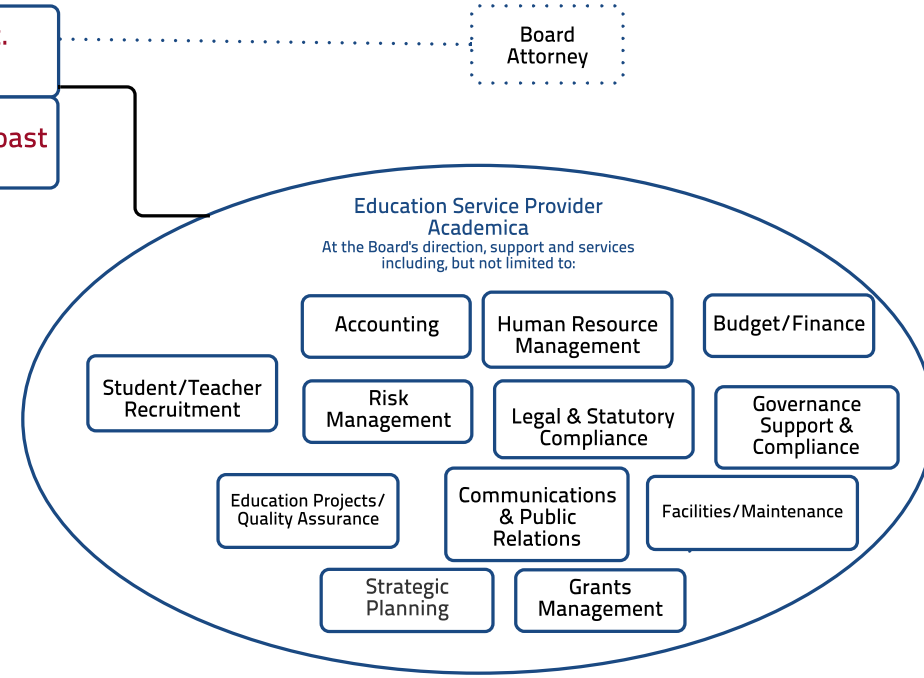 Board
Attorney
Education Service Provider
Academica
At the Board's direction, support and services
including, but not limited to:
Accounting
Human Resource
Management
Budget/Finance
Student/Teacher
Recruitment
Risk
Management
Legal & Statutory
Compliance
Governance
Support &
Compliance
Education Projects/
Quality Assurance
Communications
& Public
Relations
Facilities/Maintenance
Strategic
Planning
Grants
Management